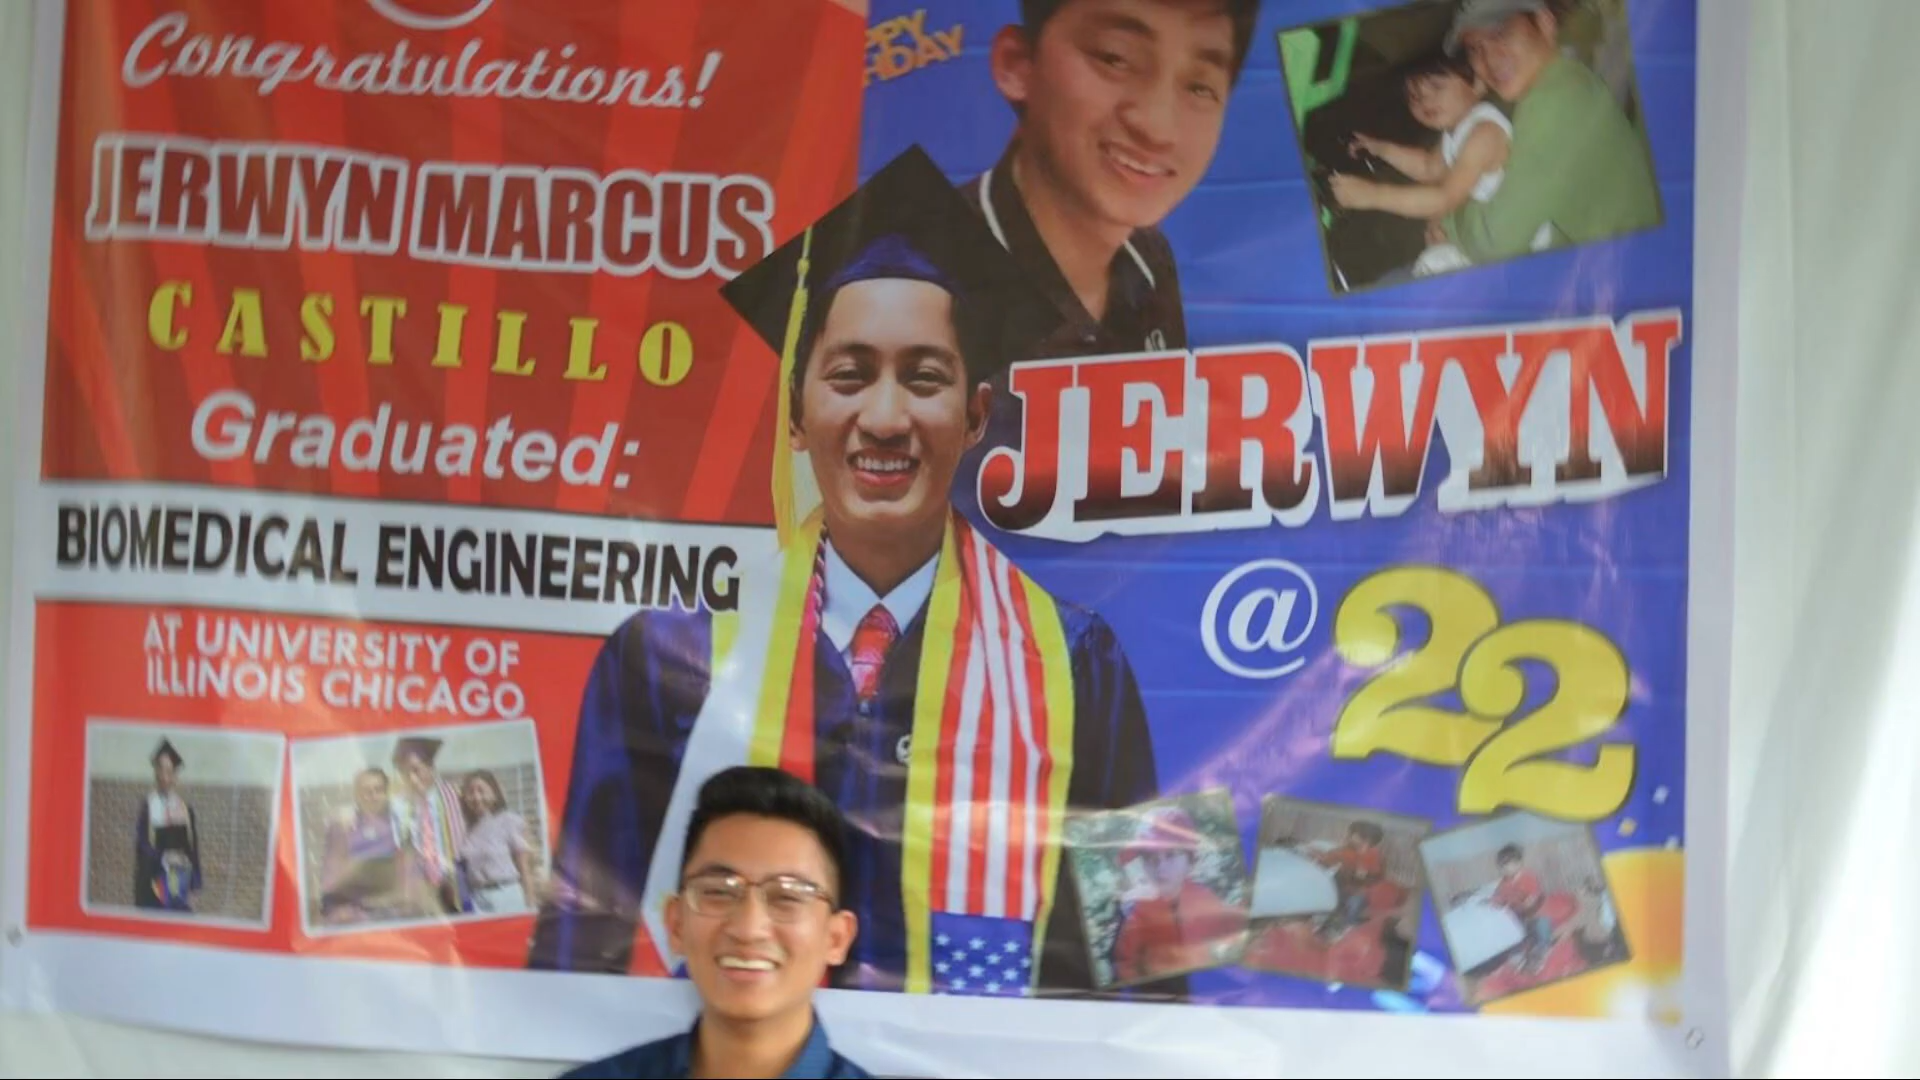 Congratulations!
JERWYN MARCUS
CASTILLO
Graduated:
BIOMEDICAL ENGINEERING
AT UNIVERSITY OF
ILLINOIS CHICAGO
JERWYN
@ 22